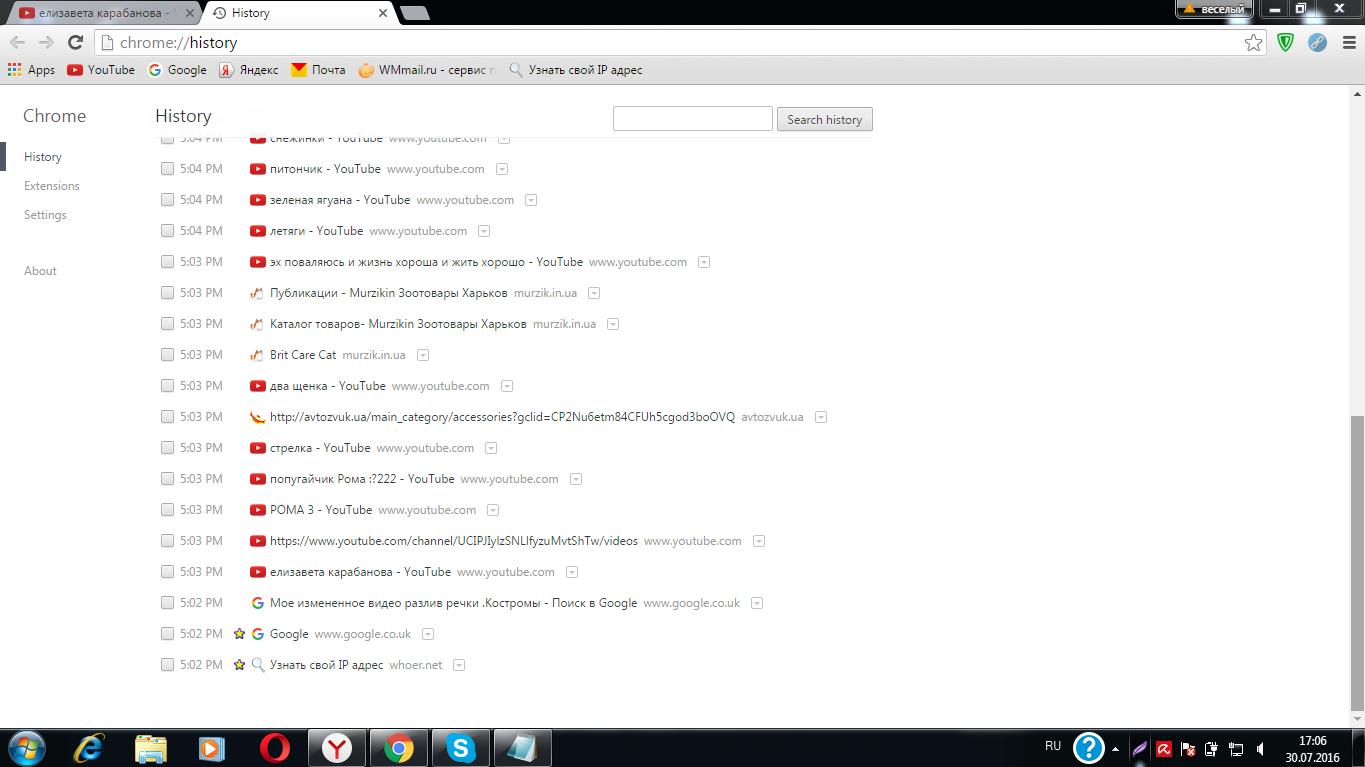 елизавета карабанова -
History
веселый
chrome://history
Apps YouTube Google Яндекс Почта WMmail.ru - сервис Узнать свой IP адрес
Chrome
History
Search history
History
Extensions
Settings
About
5:04 PM снежинки - YouTube www.youtube.com
5:04 PM питончик - YouTube www.youtube.com
5:04 PM зеленая ягуана - YouTube www.youtube.com
5:04 PM летяги - YouTube www.youtube.com
5:03 PM эх поваляюсь и жизнь хороша и жить хорошо - YouTube www.youtube.com
5:03 PM Публикации - Murzikin Зоотовары Харьков murzik.in.ua
5:03 PM Каталог товаров- Murzikin Зоотовары Харьков murzik.in.ua
5:03 PM Brit Care Cat murzik.in.ua
5:03 PM два щенка - YouTube www.youtube.com
5:03 PM http://avtozvuk.ua/main_category/accessories?gclid=CP2Nu6etm84CFUh5cgod3boOVQ avtozvuk.ua
5:03 PM стрелка - YouTube www.youtube.com
5:03 PM попугайчик Рома :?222 - YouTube www.youtube.com
5:03 PM РОМА 3 - YouTube www.youtube.com
5:03 PM https://www.youtube.com/channel/UCIPJIylzSNLlfyzuMvtShTw/videos www.youtube.com
5:03 PM елизавета карабанова - YouTube www.youtube.com
5:02 PM Мое измененное видео разлив речки .Костромы - Поиск в Google www.google.co.uk
5:02 PM Google www.google.co.uk
5:02 PM Узнать свой IP адрес whoer.net
RU
17:06
30.07.2016